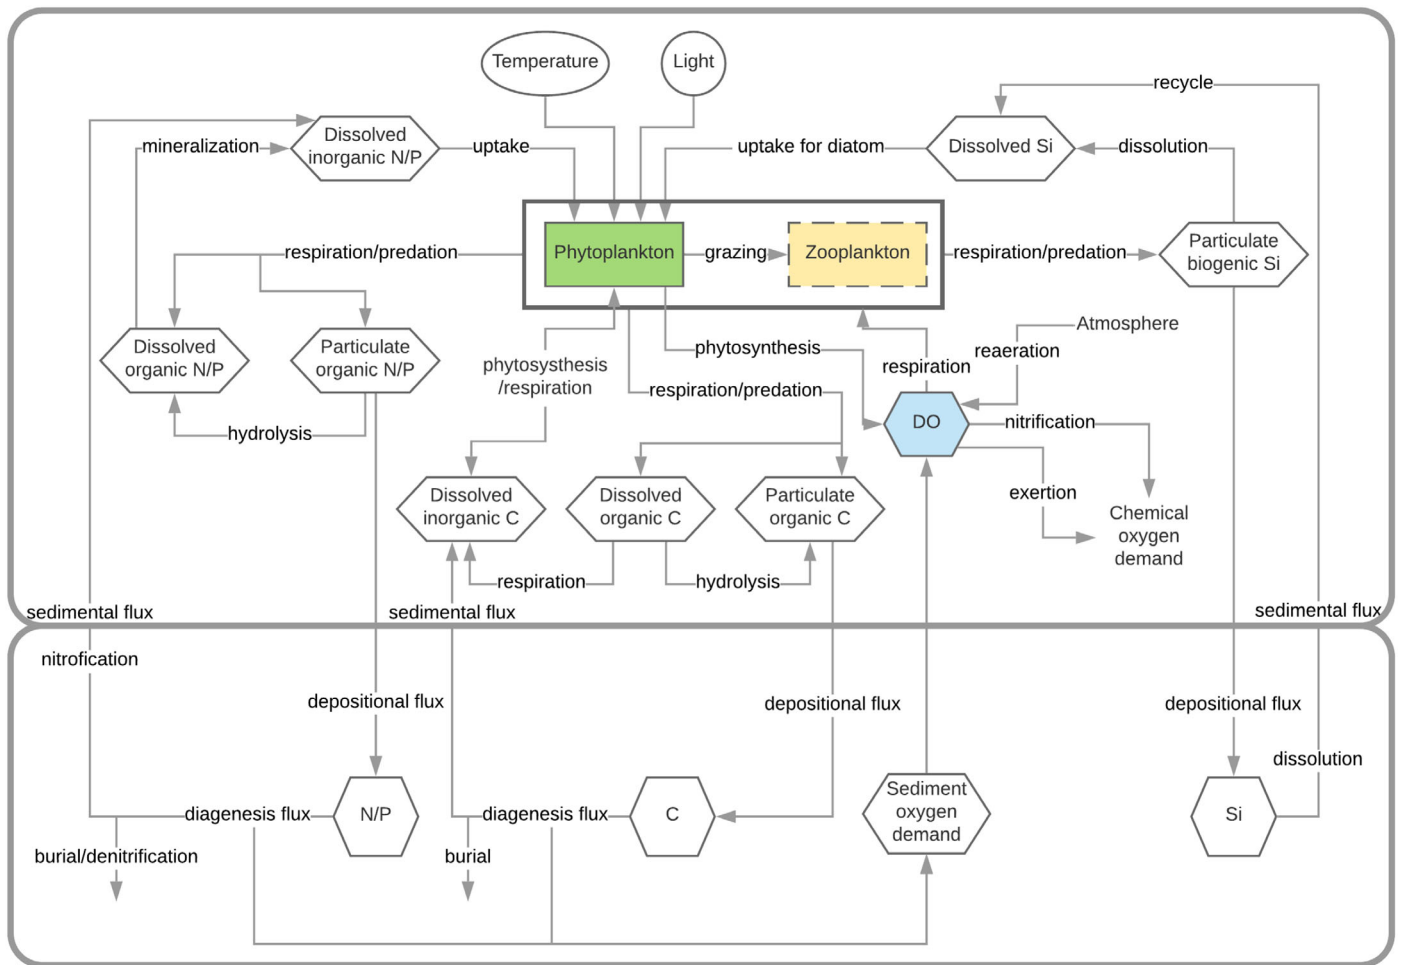 Temperature
Light
recycle
Dissolved
inorganic N/P
mineralization
uptake
uptake for diatom
Dissolved Si
dissolution
respiration/predation
Phytoplankton
grazing
Zooplankton
respiration/predation
Particulate
biogenic Si
Dissolved
organic N/P
Particulate
organic N/P
phytosysthesis
/respiration
phytosynthesis
respiration
Atmosphere
reaeration
respiration/predation
DO
nitrification
hydrolysis
exertion
Chemical
oxygen
demand
Dissolved
inorganic C
Dissolved
organic C
Particulate
organic C
respiration
hydrolysis
sedimental flux
sedimental flux
sedimental flux
nitrofication
depositional flux
depositional flux
depositional flux
dissolution
diagenesis flux
N/P
diagenesis flux
C
Sediment
oxygen
demand
Si
burial/denitrification
burial